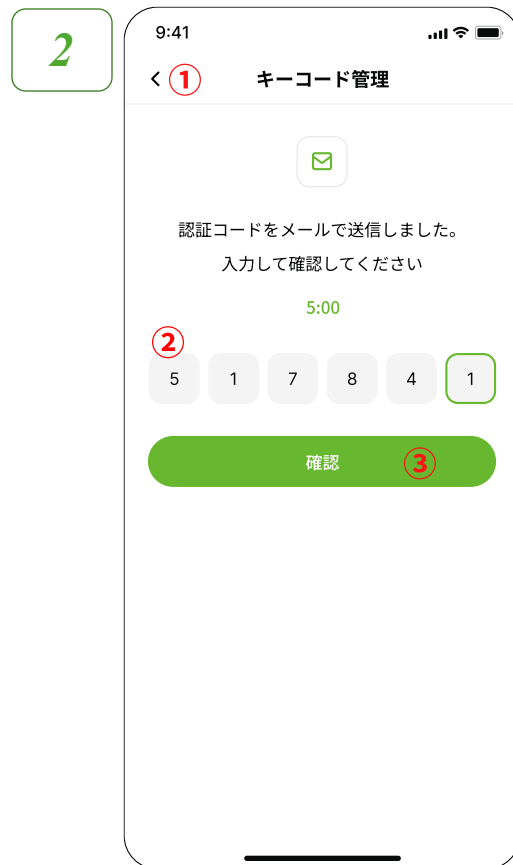 2
9:41
① キーコード管理
認証コードをメールで送信しました。
入力して確認してください
5:00
②
5 1 7 8 4 1
確認 ③